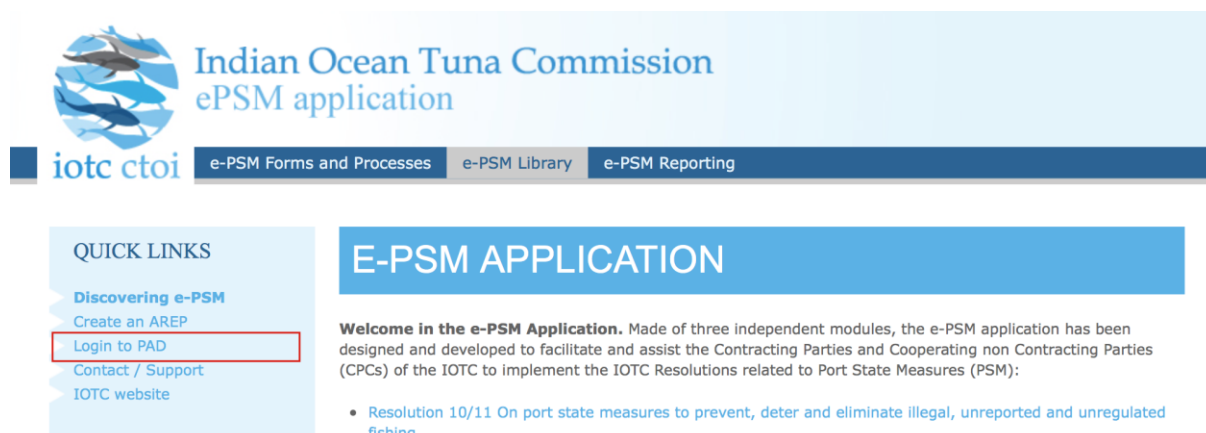 Indian Ocean Tuna Commission
ePSM application
iotc ctoi
e-PSM Forms and Processes e-PSM Library e-PSM Reporting
QUICK LINKS
Discovering e-PSM
Create an AREP
Login to PAD
Contact / Support
IOTC website
E-PSM APPLICATION
Welcome in the e-PSM Application. Made of three independent modules, the e-PSM application has been
designed and developed to facilitate and assist the Contracting Parties and Cooperating non Contracting Parties
(CPCs) of the IOTC to implement the IOTC Resolutions related to Port State Measures (PSM):
• Resolution 10/11 On port state measures to prevent, deter and eliminate illegal, unreported and unregulated
fishing